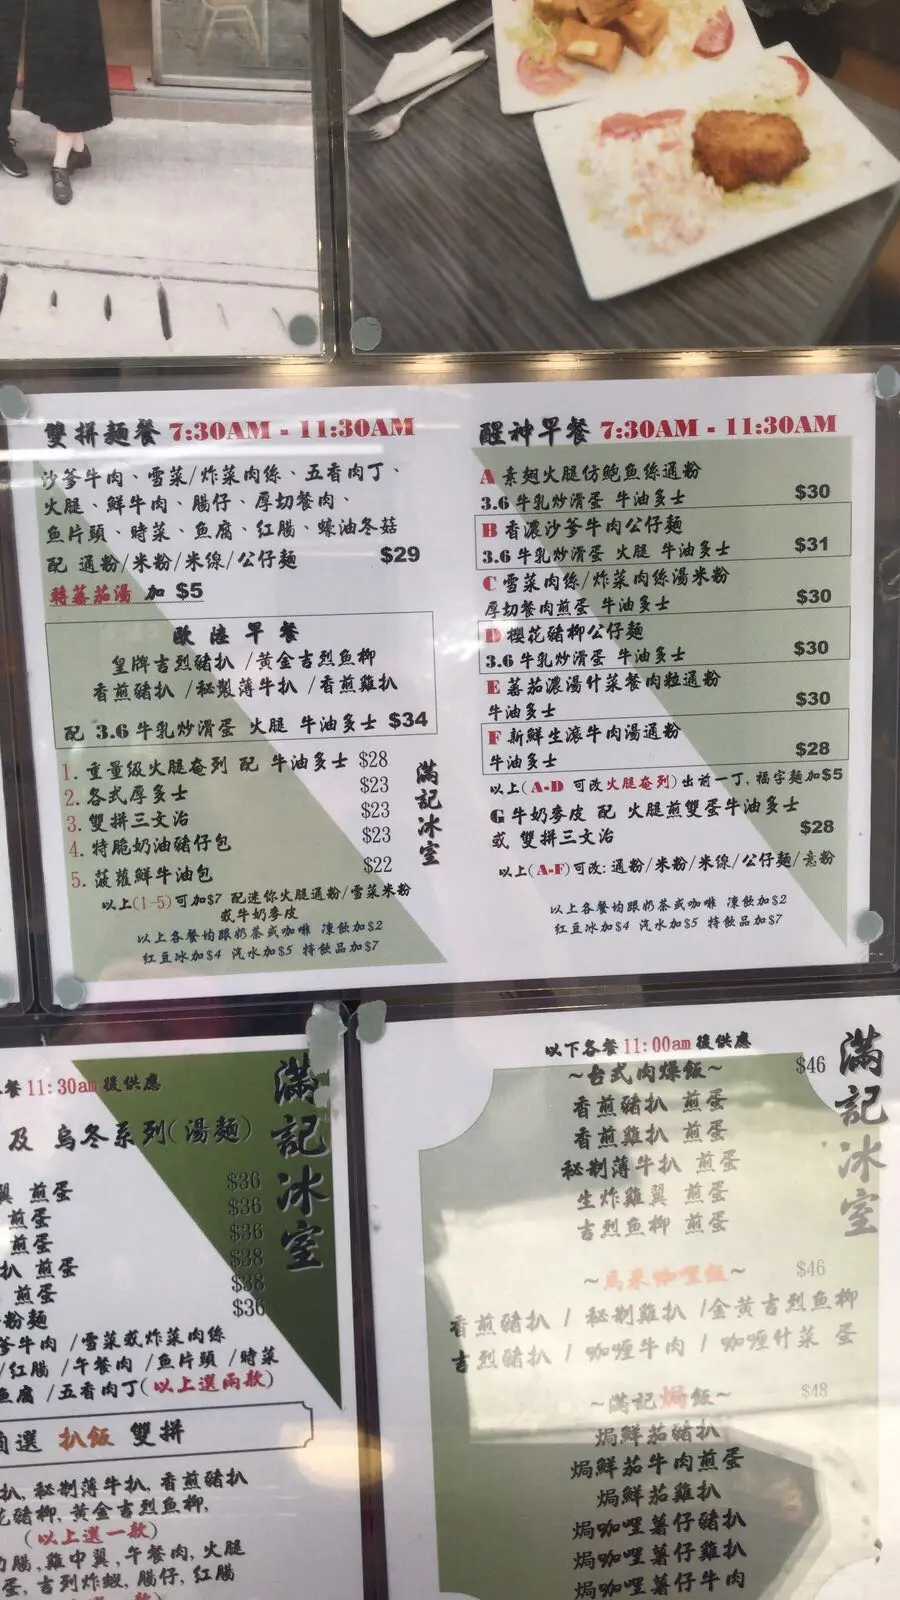 雙拼麵餐 7:30AM - 11:30AM
沙爹牛肉、雪菜/炸菜肉絲、五香肉丁、
火腿、鮮牛肉、腸仔、厚切餐肉、
魚片頭、時菜、魚腐、紅腸、蠔油冬菇
配 通粉/米粉/米線/公仔麵 $29
轉蕃茄湯 加 $5
歐陸早餐
皇牌吉烈豬扒 /黃金吉烈魚柳
香煎豬扒 /秘製薄牛扒 /香煎雞扒
配 3.6 牛乳炒滑蛋 火腿 牛油多士 $34
1. 重量級火腿奄列 配 牛油多士 $28
2. 各式厚多士 $23
3. 雙拼三文治 $23
4. 特脆奶油豬仔包 $23
5. 菠蘿鮮牛油包 $22
滿記冰室
以上(1-5)可加$7 配迷你火腿通粉/雪菜米粉
或牛奶麥皮
以上各餐均跟奶茶或咖啡 凍飲加$2
紅豆冰加$4 汽水加$5 特飲品加$7
醒神早餐 7:30AM - 11:30AM
A 素翅火腿仿鮑魚絲通粉
3.6 牛乳炒滑蛋 牛油多士 $30
B 香濃沙爹牛肉公仔麵
3.6 牛乳炒滑蛋 火腿 牛油多士 $31
C 雪菜肉絲/炸菜肉絲湯米粉
厚切餐肉煎蛋 牛油多士 $30
D 櫻花豬柳公仔麵
3.6 牛乳炒滑蛋 牛油多士 $30
E 蕃茄濃湯什菜餐肉粒通粉
牛油多士 $30
F 新鮮生滾牛肉湯通粉
牛油多士 $28
以上(A-D 可改火腿奄列)出前一丁, 福字麵加$5
G 牛奶麥皮 配 火腿煎雙蛋牛油多士
或 雙拼三文治 $28
以上(A-F)可改: 通粉/米粉/米線/公仔麵/意粉
以上各餐均跟奶茶或咖啡 凍飲加$2
紅豆冰加$4 汽水加$5 特飲品加$7
餐 11:30am 後供應
及 烏冬系列(湯麵)
翼 煎蛋 $36
煎蛋 $36
煎蛋 $36
扒 煎蛋 $38
煎蛋 $38
粉麵 $36
爹牛肉 /雪菜或炸菜肉絲
/紅腸 /午餐肉 /魚片頭 /時菜
魚腐 /五香肉丁(以上選兩款)
選 扒飯 雙拼
扒, 秘制薄牛扒, 香煎豬扒
花豬柳, 黃金吉烈魚柳,
(以上選一款)
腸, 雞中翼, 午餐肉, 火腿
蛋, 吉列炸蝦, 腸仔, 紅腸
滿記冰室
以下各餐 11:00am 後供應
~台式肉燥飯~ $46
香煎豬扒 煎蛋
香煎雞扒 煎蛋
秘制薄牛扒 煎蛋
生炸雞翼 煎蛋
吉烈魚柳 煎蛋
~馬來咖喱飯~ $46
香煎豬扒 / 秘制雞扒 /金黃吉烈魚柳
吉烈豬扒 / 咖喱牛肉 / 咖喱什菜 蛋
~滿記焗飯~ $48
焗鮮茄豬扒
焗鮮茄牛肉煎蛋
焗鮮茄雞扒
焗咖喱薯仔豬扒
焗咖喱薯仔雞扒
焗咖喱薯仔牛肉
滿記冰室